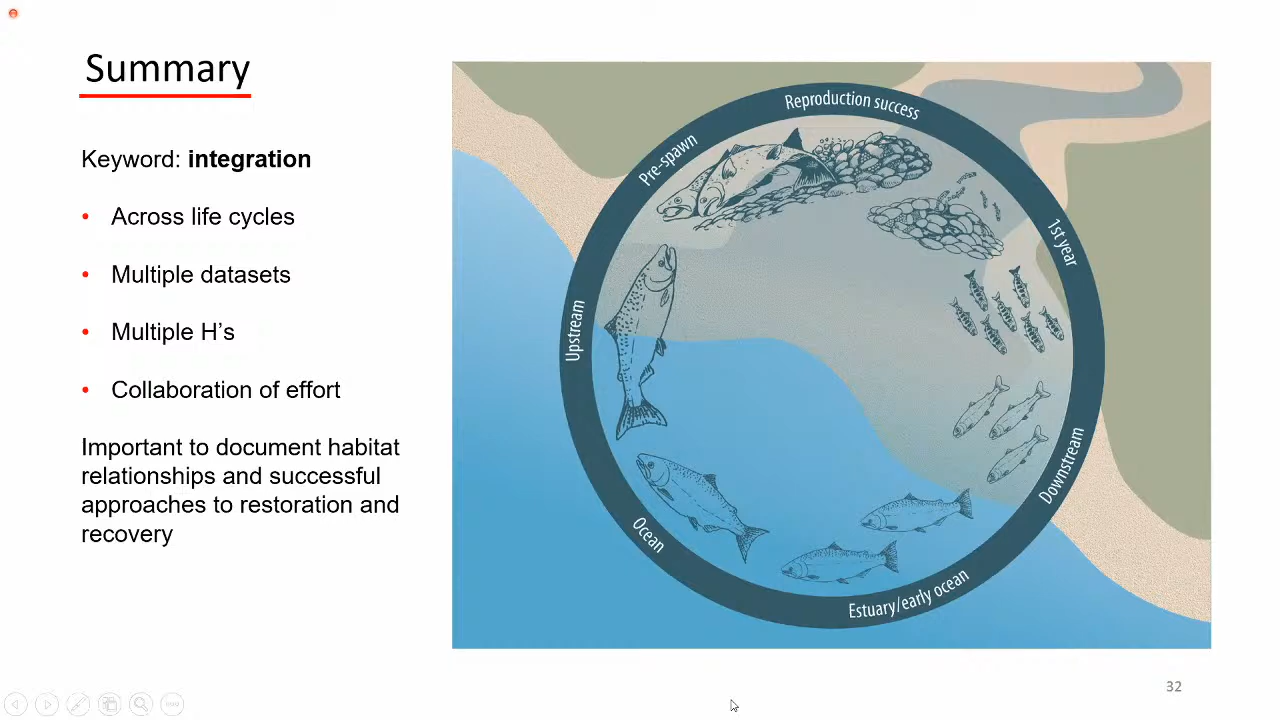 Summary
Keyword: integration
• Across life cycles
• Multiple datasets
• Multiple H's
• Collaboration of effort
Important to document habitat
relationships and successful
approaches to restoration and
recovery
Reproduction success
Pre-spawn
1st year
Upstream
Downstream
Ocean
Estuary/early ocean
32